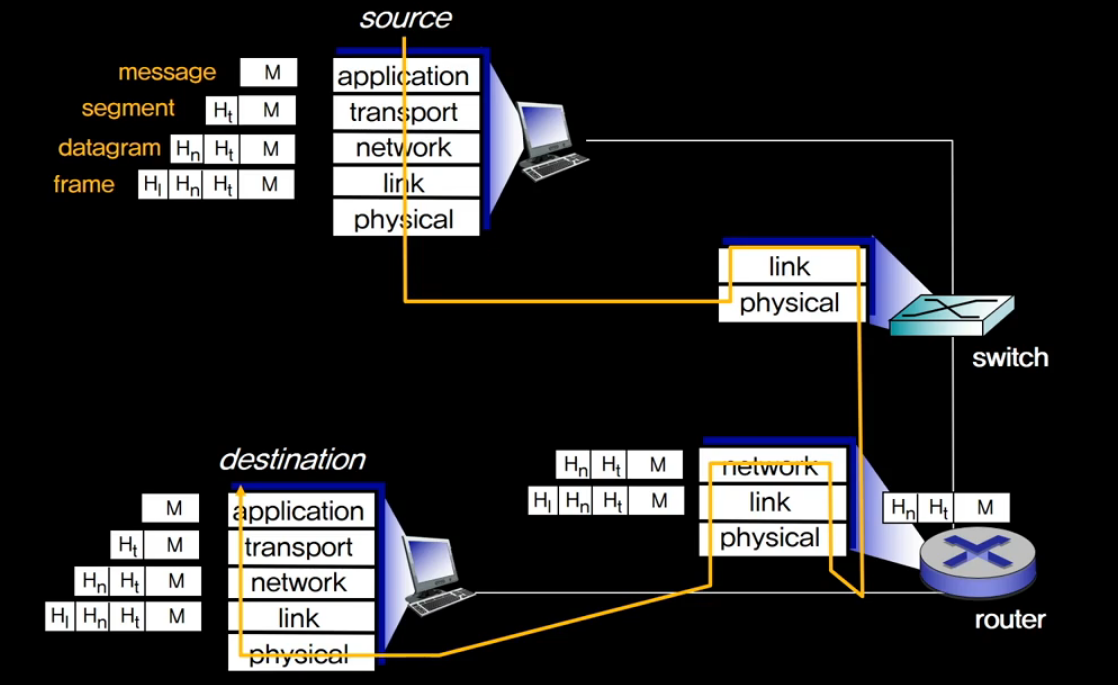 source
message M application
segment Ht M transport
datagram Hn Ht M network
frame Hl Hn Ht M link
physical
link
physical
switch
destination
Hn Ht M network
Hl Hn Ht M link
physical
Hn Ht M
router
M application
Ht M transport
Hn Ht M network
Hl Hn Ht M link
physical